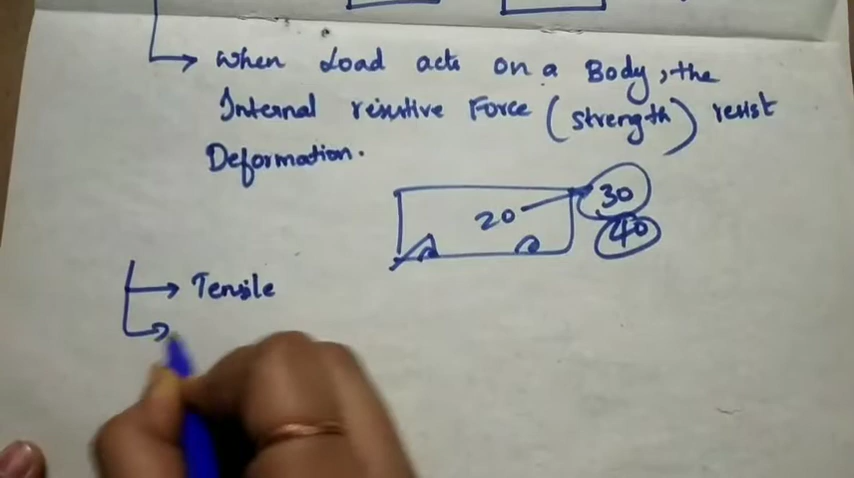 When Load acts on a Body, the
Internal resistive Force (strength) resist
Deformation.
30
20
40
Tensile